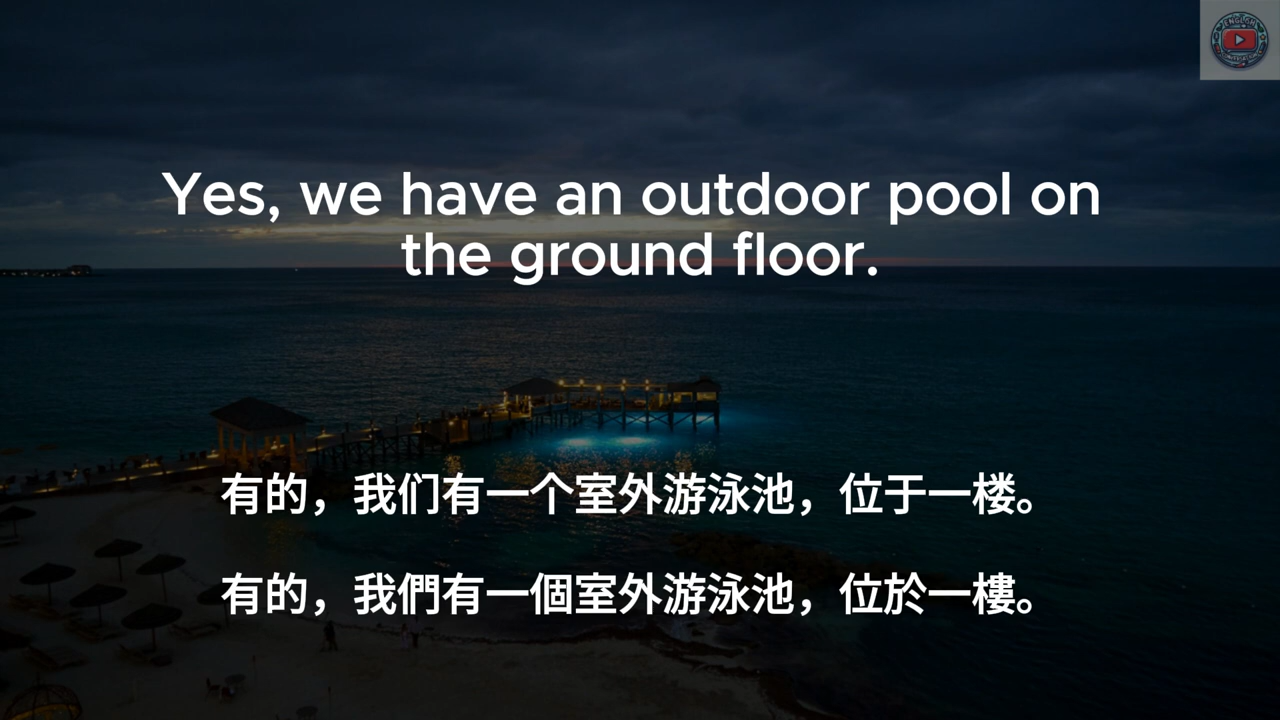 Yes, we have an outdoor pool on
the ground floor.
有的，我们有一个室外游泳池，位于一楼。
有的，我們有一個室外游泳池，位於一樓。